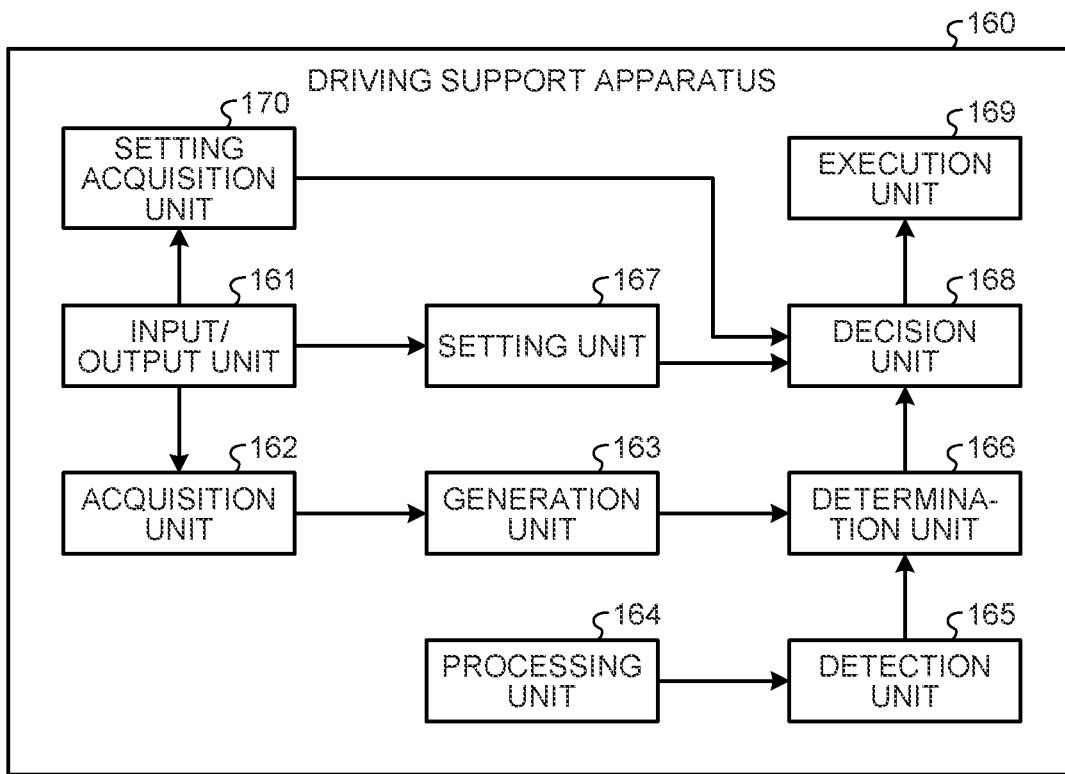 160
DRIVING SUPPORT APPARATUS
170
SETTING
ACQUISITION
UNIT
169
EXECUTION
UNIT
161
INPUT/
OUTPUT UNIT
167
SETTING UNIT
168
DECISION
UNIT
162
ACQUISITION
UNIT
163
GENERATION
UNIT
166
DETERMINA-
TION UNIT
164
PROCESSING
UNIT
165
DETECTION
UNIT